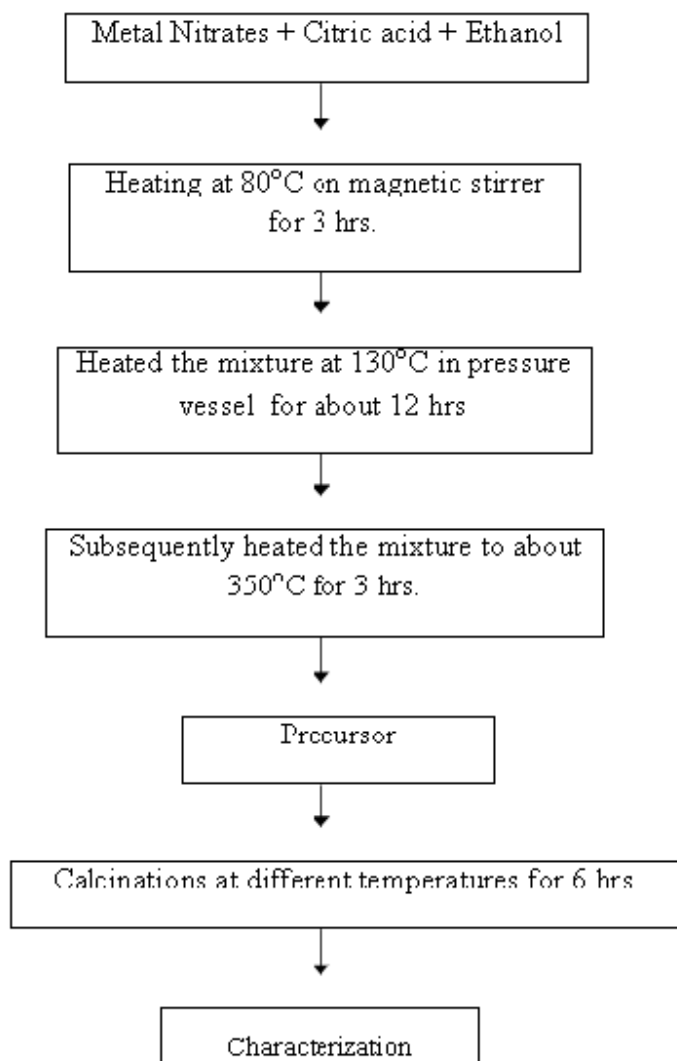 Metal Nitrates + Citric acid + Ethanol
Heating at 80°C on magnetic stirrer
for 3 hrs.
Heated the mixture at 130°C in pressure
vessel for about 12 hrs
Subsequently heated the mixture to about
350°C for 3 hrs.
Precursor
Calcinations at different temperatures for 6 hrs
Characterization